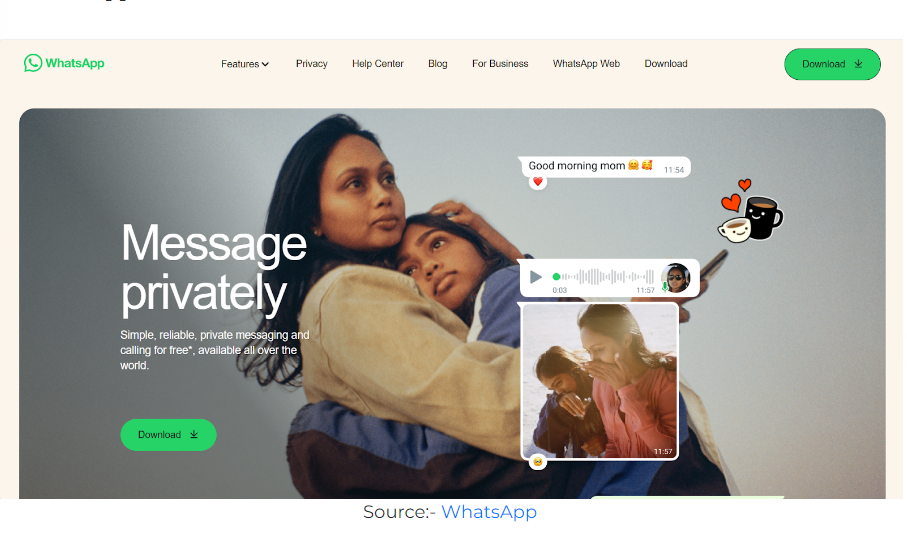 WhatsApp
Features
Privacy
Help Center
Blog
For Business
WhatsApp Web
Download
Download
Message
privately
Simple, reliable, private messaging and
calling for free*, available all over the
world.
Download
Good morning mom 🤗 🥰
11:54
0:03
11:57
11:57
Source:- WhatsApp